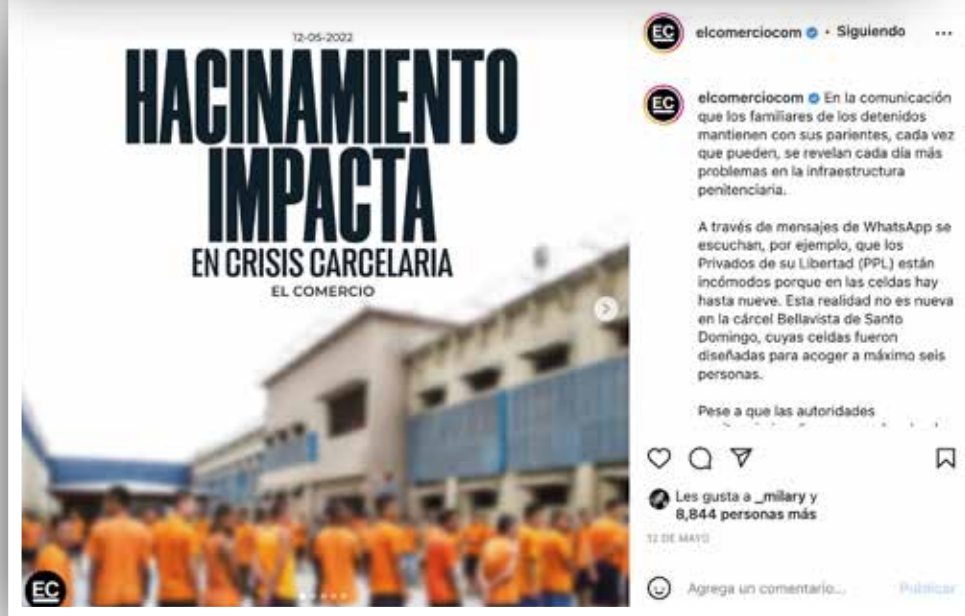 12-05-2022
HACINAMIENTO
IMPACTA
EN CRISIS CARCELARIA
EL COMERCIO
EC
EC
elcomerciocom • Siguiendo ...
EC
elcomerciocom En la comunicación
que los familiares de los detenidos
mantienen con sus parientes, cada vez
que pueden, se revelan cada día más
problemas en la infraestructura
penitenciaria.
A través de mensajes de WhatsApp se
escuchan, por ejemplo, que los
Privados de su Libertad (PPL) están
incómodos porque en las celdas hay
hasta nueve. Esta realidad no es nueva
en la cárcel Bellavista de Santo
Domingo, cuyas celdas fueron
diseñadas para acoger a máximo seis
personas.
Pese a que las autoridades
Les gusta a _milary y
8,844 personas más
12 DE MAYO
Agrega un comentario... Publicar